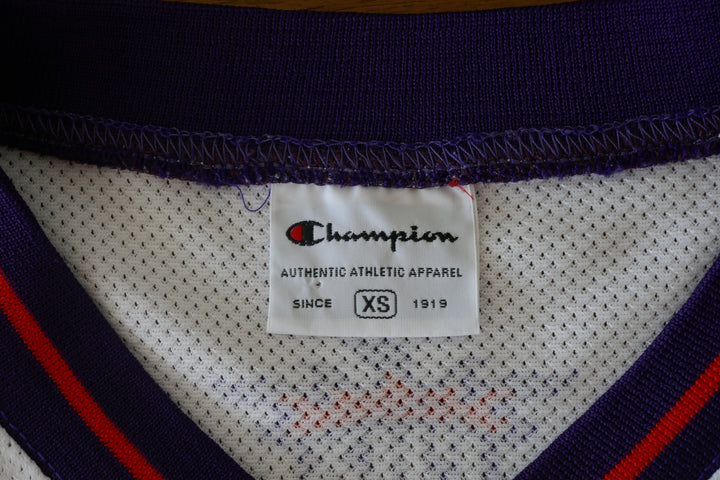 Champion
AUTHENTIC ATHLETIC APPAREL
SINCE XS 1919